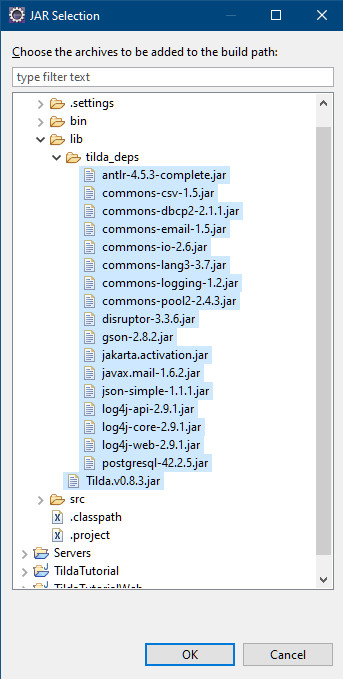 JAR Selection
Choose the archives to be added to the build path:
type filter text
.settings
bin
lib
tilda_deps
antlr-4.5.3-complete.jar
commons-csv-1.5.jar
commons-dbcp2-2.1.1.jar
commons-email-1.5.jar
commons-io-2.6.jar
commons-lang3-3.7.jar
commons-logging-1.2.jar
commons-pool2-2.4.3.jar
disruptor-3.3.6.jar
gson-2.8.2.jar
jakarta.activation.jar
javax.mail-1.6.2.jar
json-simple-1.1.1.jar
log4j-api-2.9.1.jar
log4j-core-2.9.1.jar
log4j-web-2.9.1.jar
postgresql-42.2.5.jar
Tilda.v0.8.3.jar
src
.classpath
.project
Servers
TildaTutorial
TildaTutorialWeb
OK Cancel